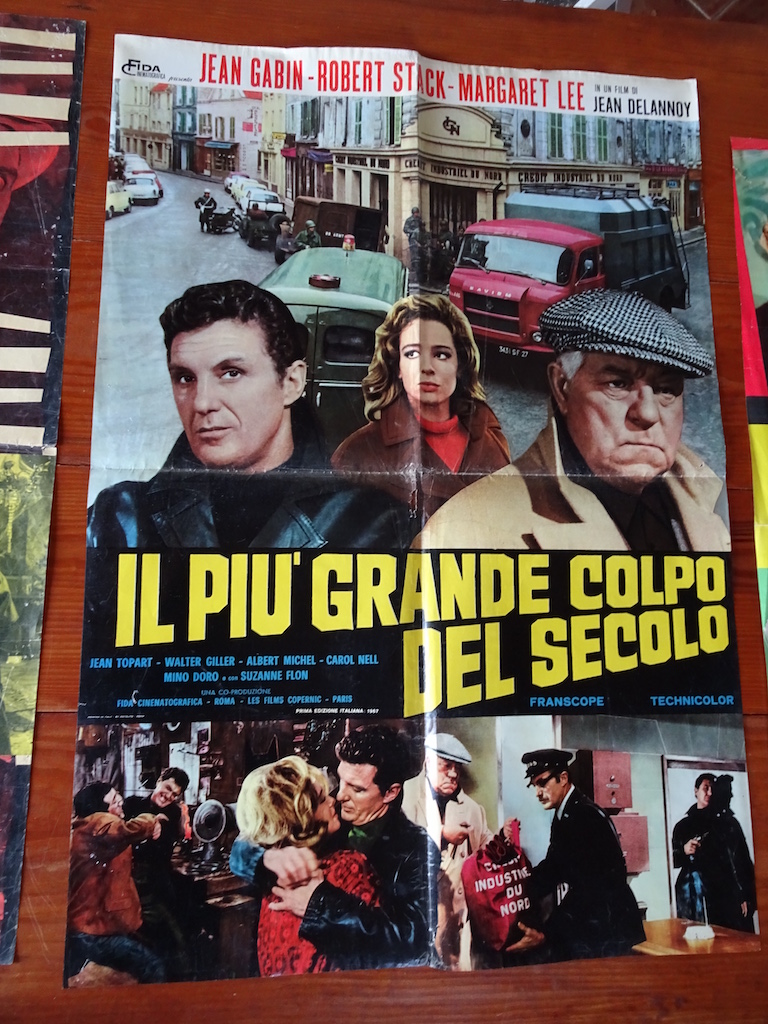 FIDA
CINEMATOGRAFICA presenta
JEAN GABIN - ROBERT STACK - MARGARET LEE
IN UN FILM DI
JEAN DELANNOY
CREDIT INDUSTRIEL DU NORD
CREDIT INDUSTRIEL DU NORD
SAVIEM
IL PIU' GRANDE COLPO
DEL SECOLO
JEAN TOPART - WALTER GILLER - ALBERT MICHEL - CAROL NELL
MINO DORO e con SUZANNE FLON
UNA CO-PRODUZIONE
FIDA CINEMATOGRAFICA - ROMA - LES FILMS COPERNIC - PARIS
FRANSCOPE
TECHNICOLOR
PRIMA EDIZIONE ITALIANA: 1967
INDUSTRIE
DU
NORD